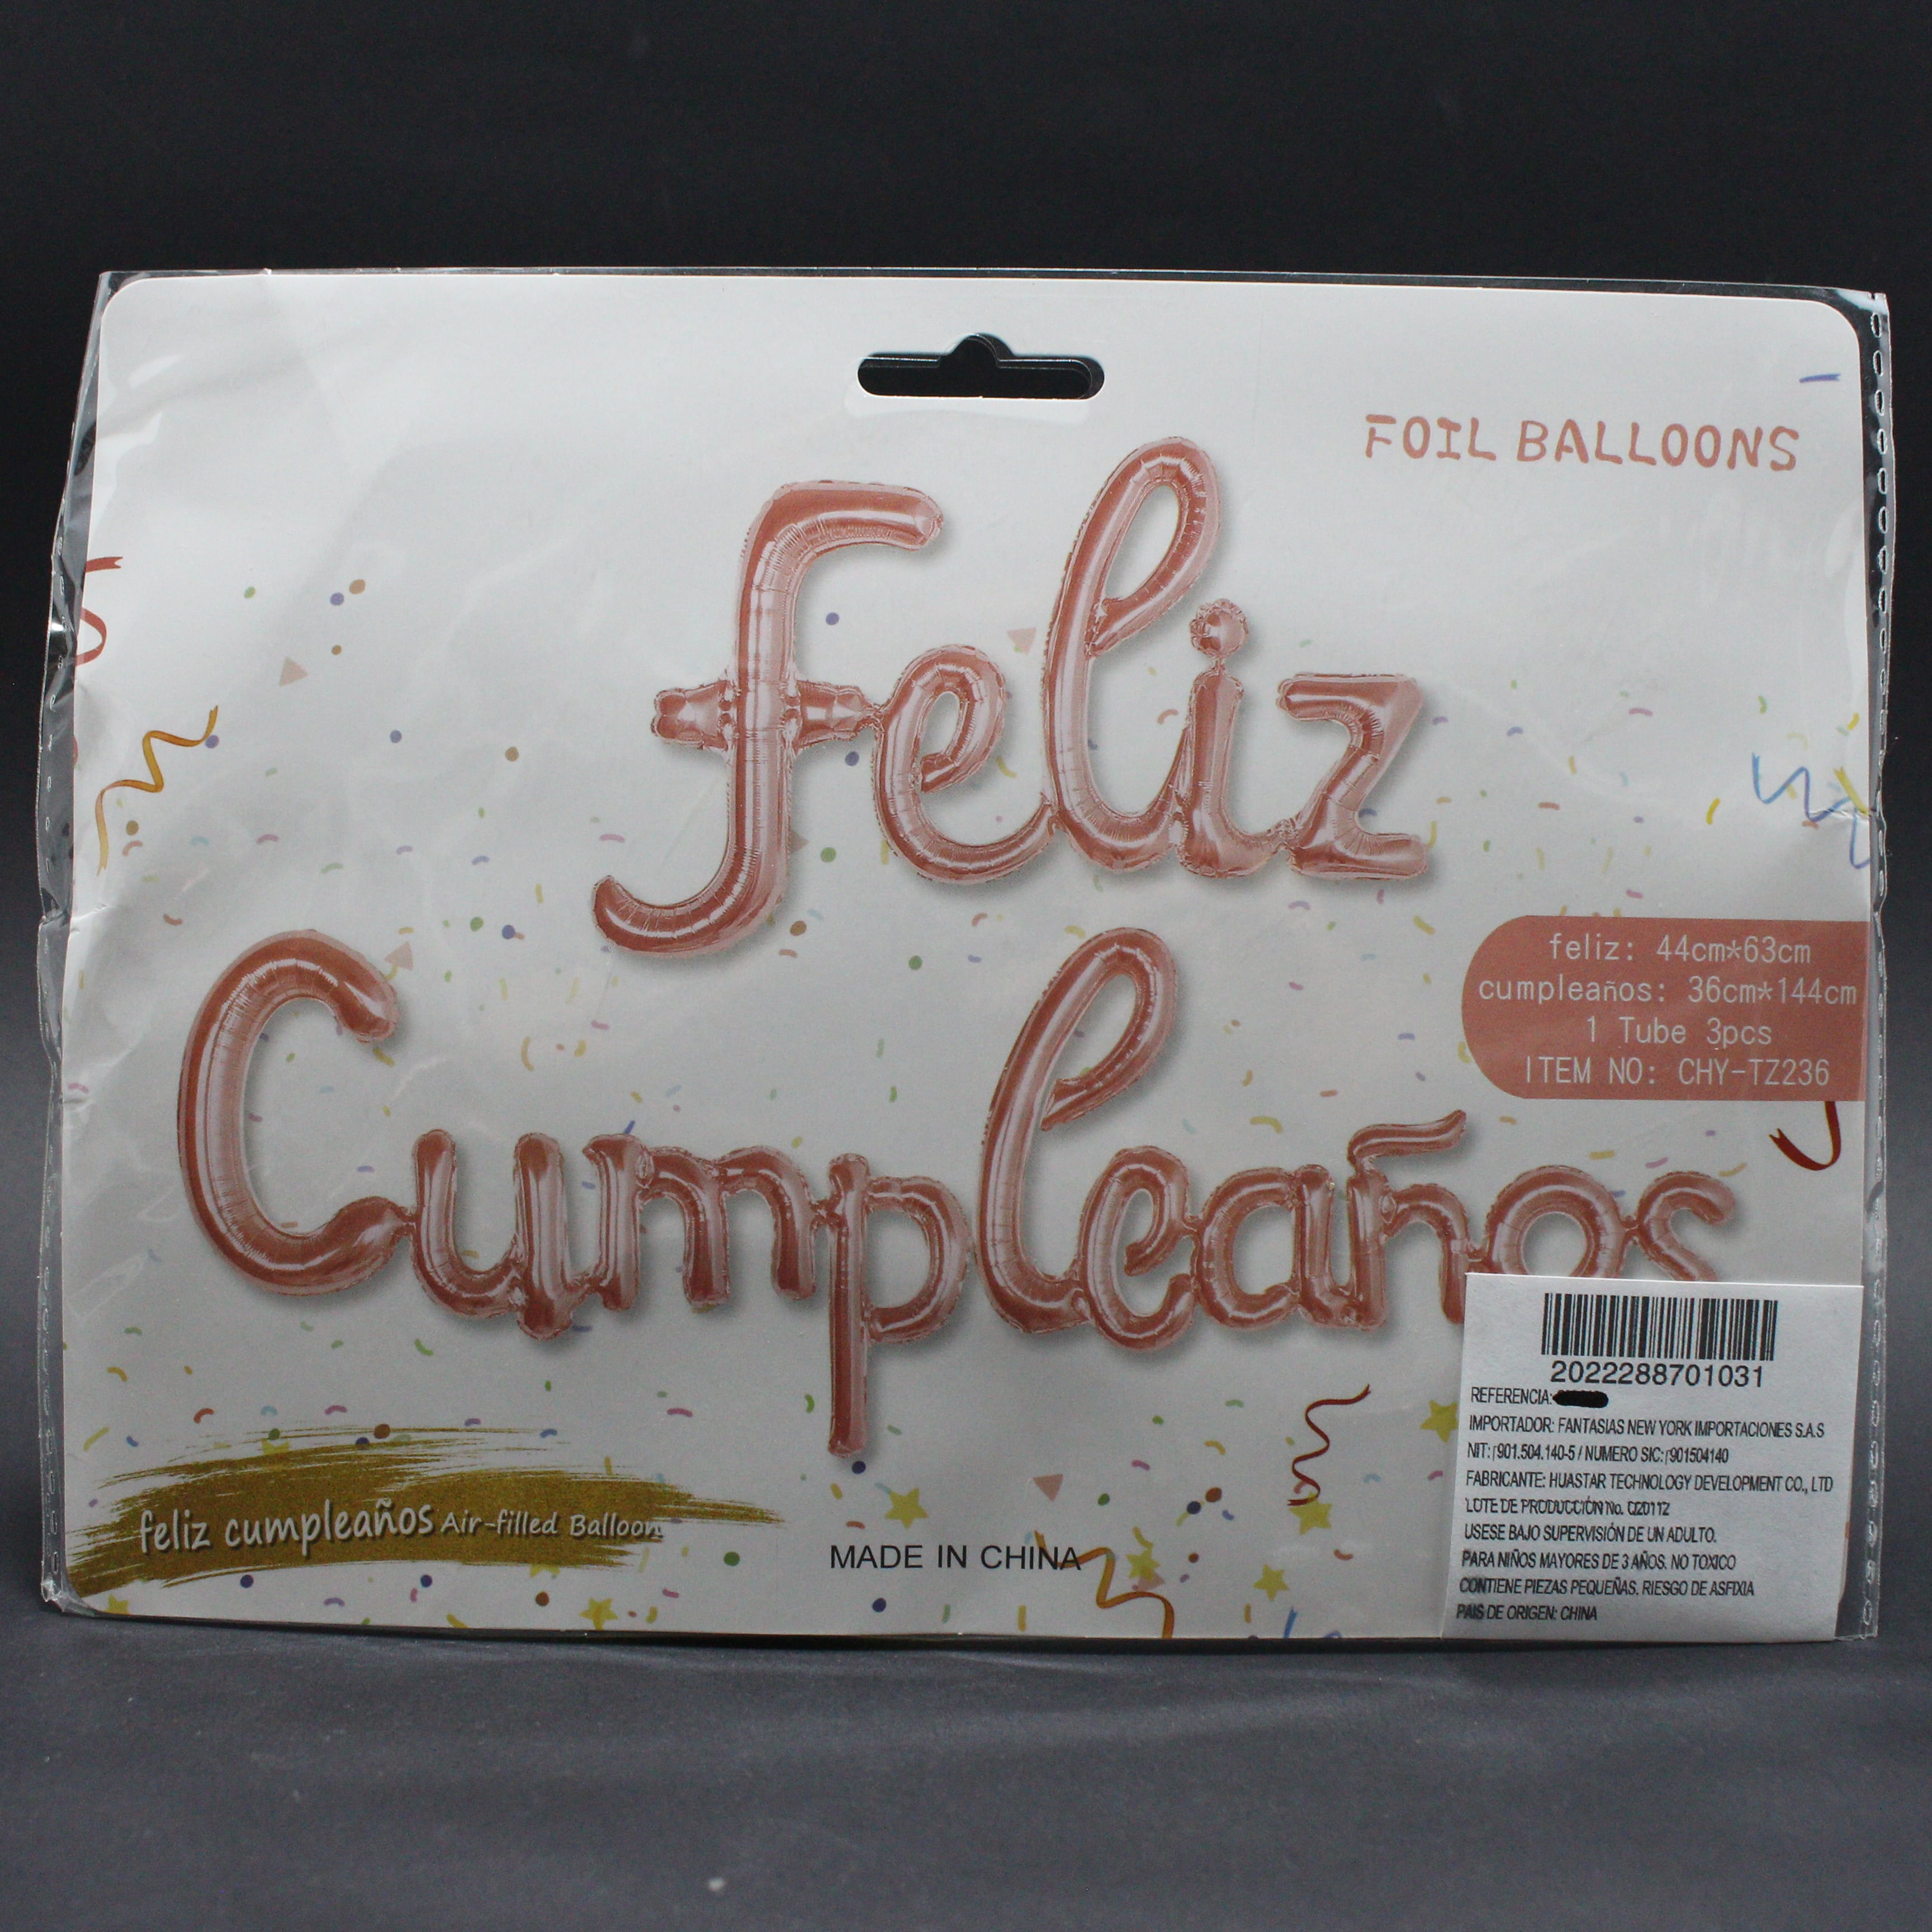 FOIL BALLOONS
feliz
Cumpleaños
feliz: 44cm*63cm
cumpleaños: 36cm*144cm
1 Tube 3pcs
ITEM NO: CHY-TZ236
2022288701031
REFERENCIA:
IMPORTADOR: FANTASIAS NEW YORK IMPORTACIONES S.A.S
NIT: 901.504.140-5 / NUMERO SIC: 901504140
FABRICANTE: HUASTAR TECHNOLOGY DEVELOPMENT CO., LTD
LOTE DE PRODUCCIÓN No.
USESE BAJO SUPERVISIÓN DE UN ADULTO.
PARA NIÑOS MAYORES DE 3 AÑOS. NO TOXICO
CONTIENE PIEZAS PEQUEÑAS. RIESGO DE ASFIXIA
PAIS DE ORIGEN: CHINA
feliz cumpleaños Air-filled Balloon
MADE IN CHINA